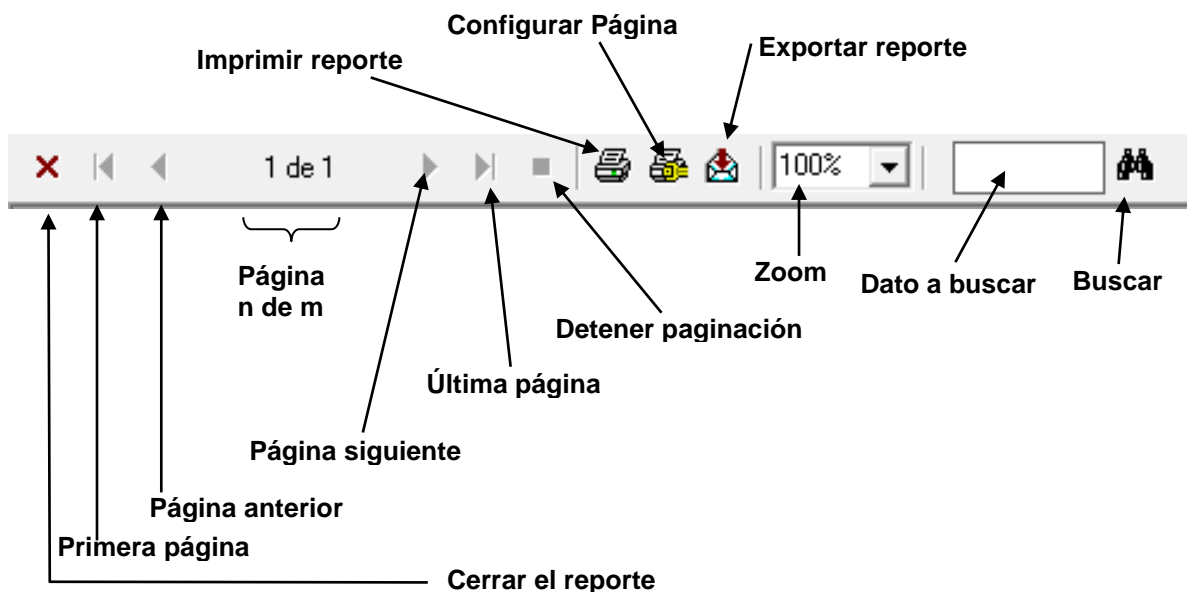 Configurar Página
Exportar reporte
Imprimir reporte
1 de 1
100%
Página
n de m
Zoom
Dato a buscar
Buscar
Detener paginación
Última página
Página siguiente
Página anterior
Primera página
Cerrar el reporte